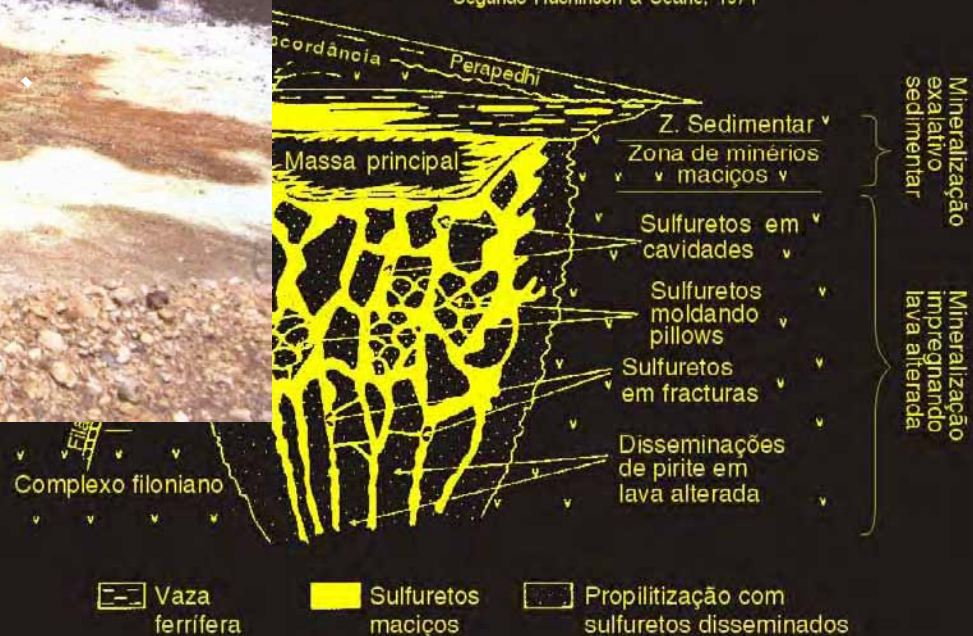 Perapedhi
Z. Sedimentar
Zona de minérios
maciços
Massa principal
Sulfuretos em
cavidades
Sulfuretos
moldando
pillows
Sulfuretos
em fracturas
Disseminações
de pirite em
lava alterada
Mineralização
exalativo
sedimentar
Mineralização
impregnando
lava alterada
Complexo filoniano
Vaza
ferrífera
Sulfuretos
maciços
Propilitização com
sulfuretos disseminados